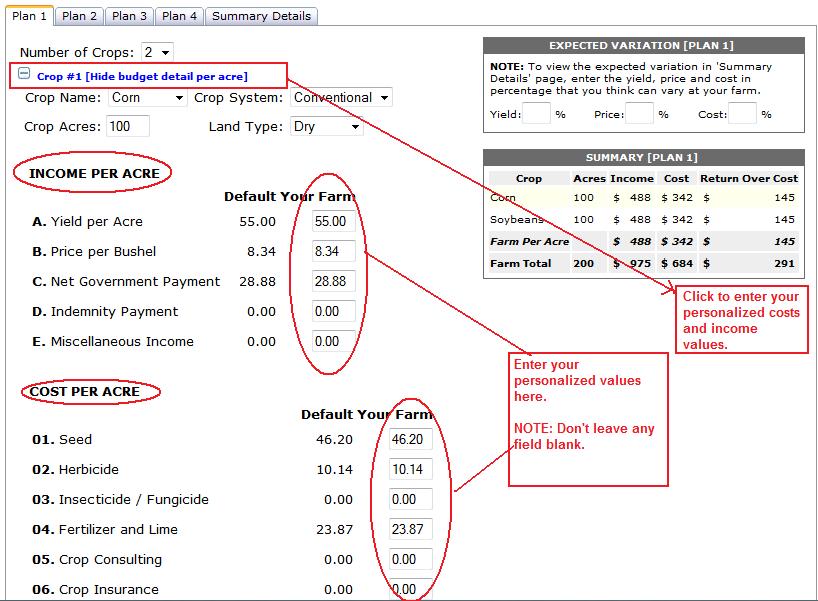 Plan 1 Plan 2 Plan 3 Plan 4 Summary Details
Number of Crops: 2
Crop #1 [Hide budget detail per acre]
Crop Name: Corn Crop System: Conventional
Crop Acres: 100 Land Type: Dry
INCOME PER ACRE
Default Your Farm
A. Yield per Acre 55.00 55.00
B. Price per Bushel 8.34 8.34
C. Net Government Payment 28.88 28.88
D. Indemnity Payment 0.00 0.00
E. Miscellaneous Income 0.00 0.00
COST PER ACRE
Default Your Farm
01. Seed 46.20 46.20
02. Herbicide 10.14 10.14
03. Insecticide / Fungicide 0.00 0.00
04. Fertilizer and Lime 23.87 23.87
05. Crop Consulting 0.00 0.00
06. Crop Insurance 0.00 0.00
EXPECTED VARIATION [PLAN 1]
NOTE: To view the expected variation in 'Summary
Details' page, enter the yield, price and cost in
percentage that you think can vary at your farm.
Yield: % Price: % Cost: %
SUMMARY [PLAN 1]
Crop Acres Income Cost Return Over Cost
Corn 100 $ 488 $ 342 $ 145
Soybeans 100 $ 488 $ 342 $ 145
Farm Per Acre $ 488 $ 342 $ 145
Farm Total 200 $ 975 $ 684 $ 291
Click to enter your
personalized costs
and income
values.
Enter your
personalized values
here.
NOTE: Don't leave any
field blank.